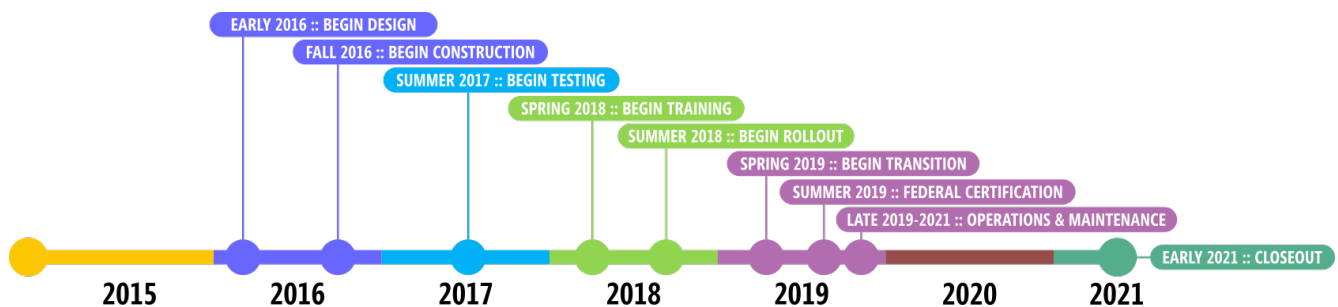 EARLY 2016 :: BEGIN DESIGN
FALL 2016 :: BEGIN CONSTRUCTION
SUMMER 2017 :: BEGIN TESTING
SPRING 2018 :: BEGIN TRAINING
SUMMER 2018 :: BEGIN ROLLOUT
SPRING 2019 :: BEGIN TRANSITION
SUMMER 2019 :: FEDERAL CERTIFICATION
LATE 2019-2021 :: OPERATIONS & MAINTENANCE
EARLY 2021 :: CLOSEOUT
2015 2016 2017 2018 2019 2020 2021